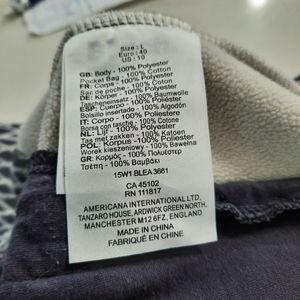 Size : L
Euro : 40
US : 10
GB: Body - 100% Polyester
Pocket Bag - 100% Cotton
FR: Corps - 100% Polyester
Sac de poche - 100% Coton
DE: Körper - 100% Polyester
Tascheneinsatz - 100% Baumwolle
ESP: Cuerpo - 100% Poliéster
Bolsillo - 100% Algodón
IT: Corpo - 100% Poliestere
Borsa con tasche - 100% Cotone
NL: Lijf - 100% Polyester
Tas met zakken - 100% Katoen
POL: Korpus - 100% Poliester
Worek kieszeniowy - 100% Bawełna
GR: Κορμός - 100% Πολυέστερ
Τσέπη - 100% Βαμβάκι
15W1 BLEA 3661
CA 45102
RN 111817
AMERICANA INTERNATIONAL LTD,
TANZARO HOUSE, ARDWICK GREEN NORTH,
MANCHESTER M12 6FZ, ENGLAND
MADE IN CHINA
FABRIQUÉ EN CHINE